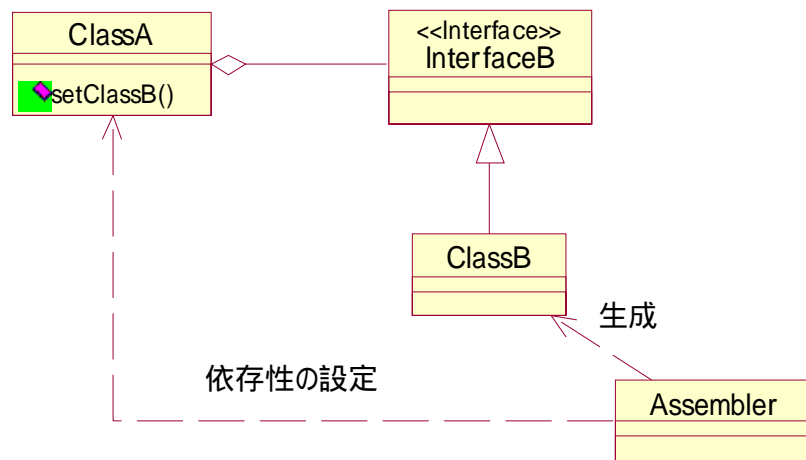 ClassA
setClassB()
<<Interface>>
InterfaceB
ClassB
生成
依存性の設定
Assembler